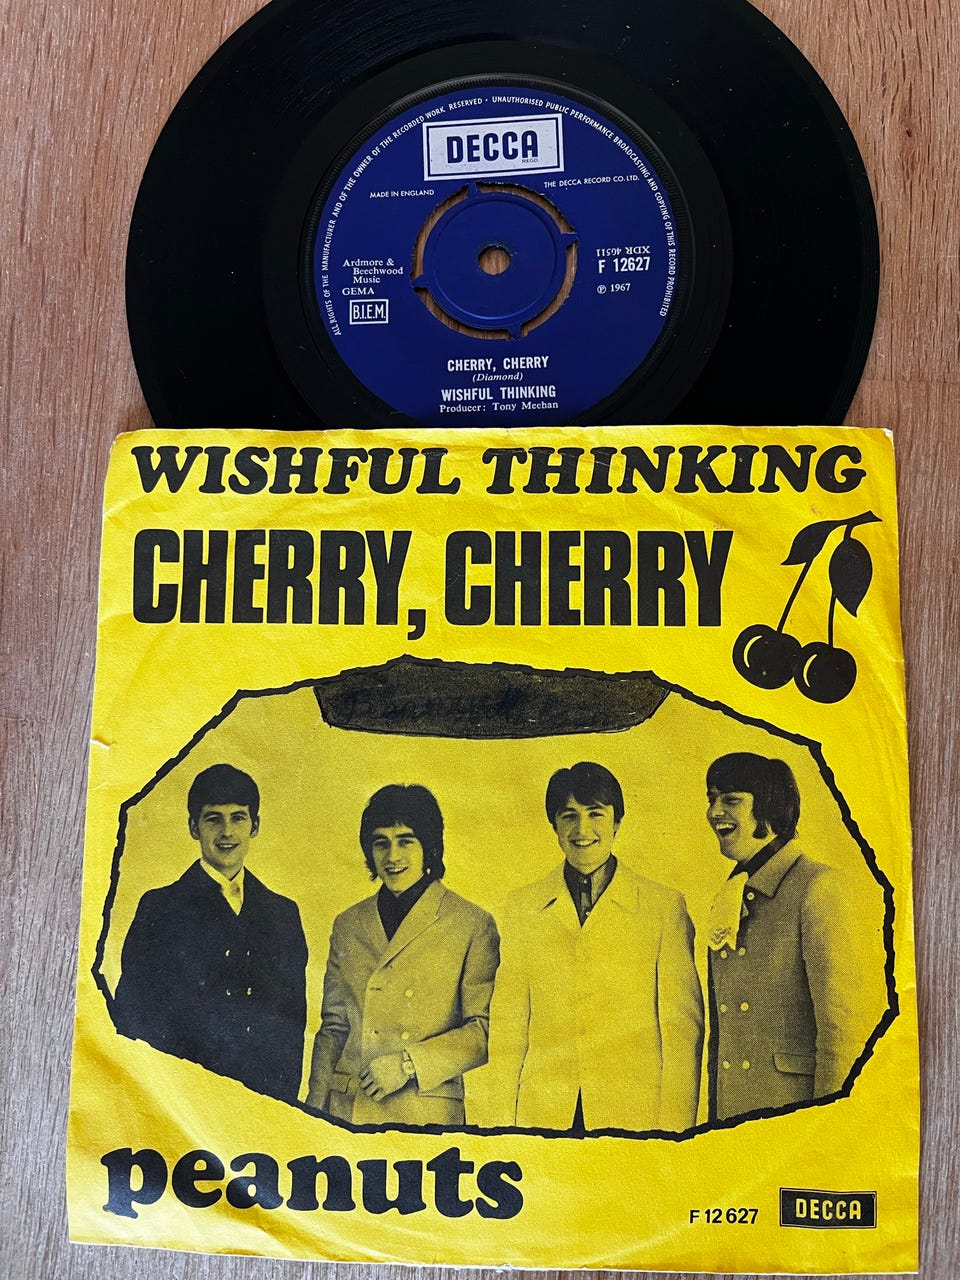 ALL RIGHTS OF THE MANUFACTURER AND OF THE OWNER OF THE RECORDED WORK RESERVED · UNAUTHORISED PUBLIC PERFORMANCE BROADCASTING AND COPYING OF THIS RECORD PROHIBITED
DECCA
REGD.
MADE IN ENGLAND
THE DECCA RECORD CO. LTD.
Ardmore &
Beechwood
Music
GEMA
B.I.E.M.
XDR 40511
F 12627
℗ 1967
CHERRY, CHERRY
(Diamond)
WISHFUL THINKING
Producer: Tony Meehan
WISHFUL THINKING
CHERRY, CHERRY
peanuts
F 12 627
DECCA